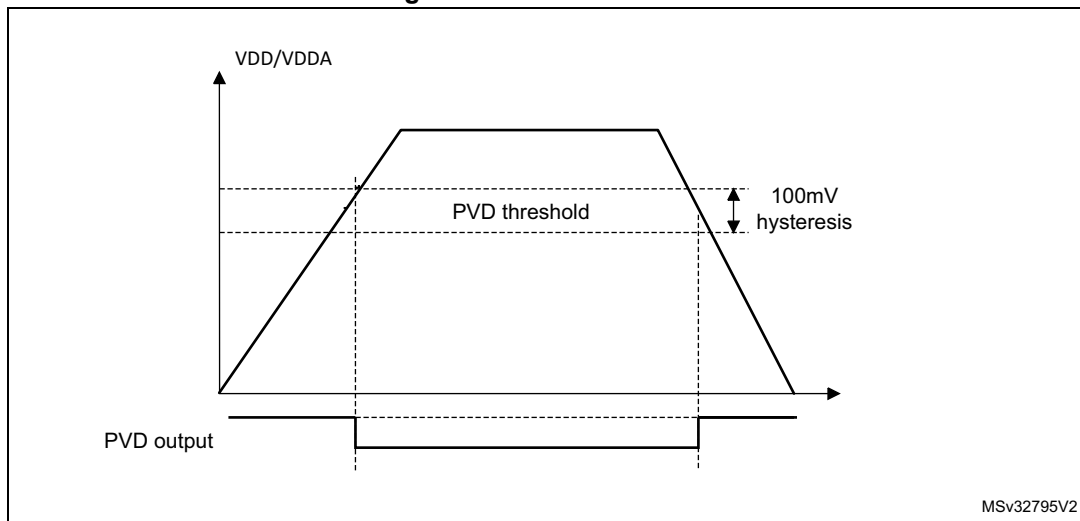 g
VDD/VDDA
PVD threshold
100mV
hysteresis
PVD output
MSv32795V2